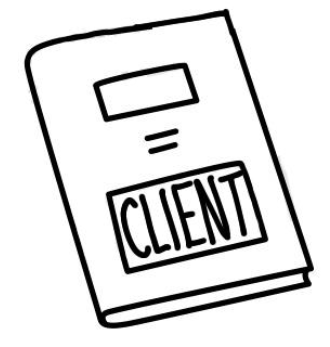 =
CLIENT